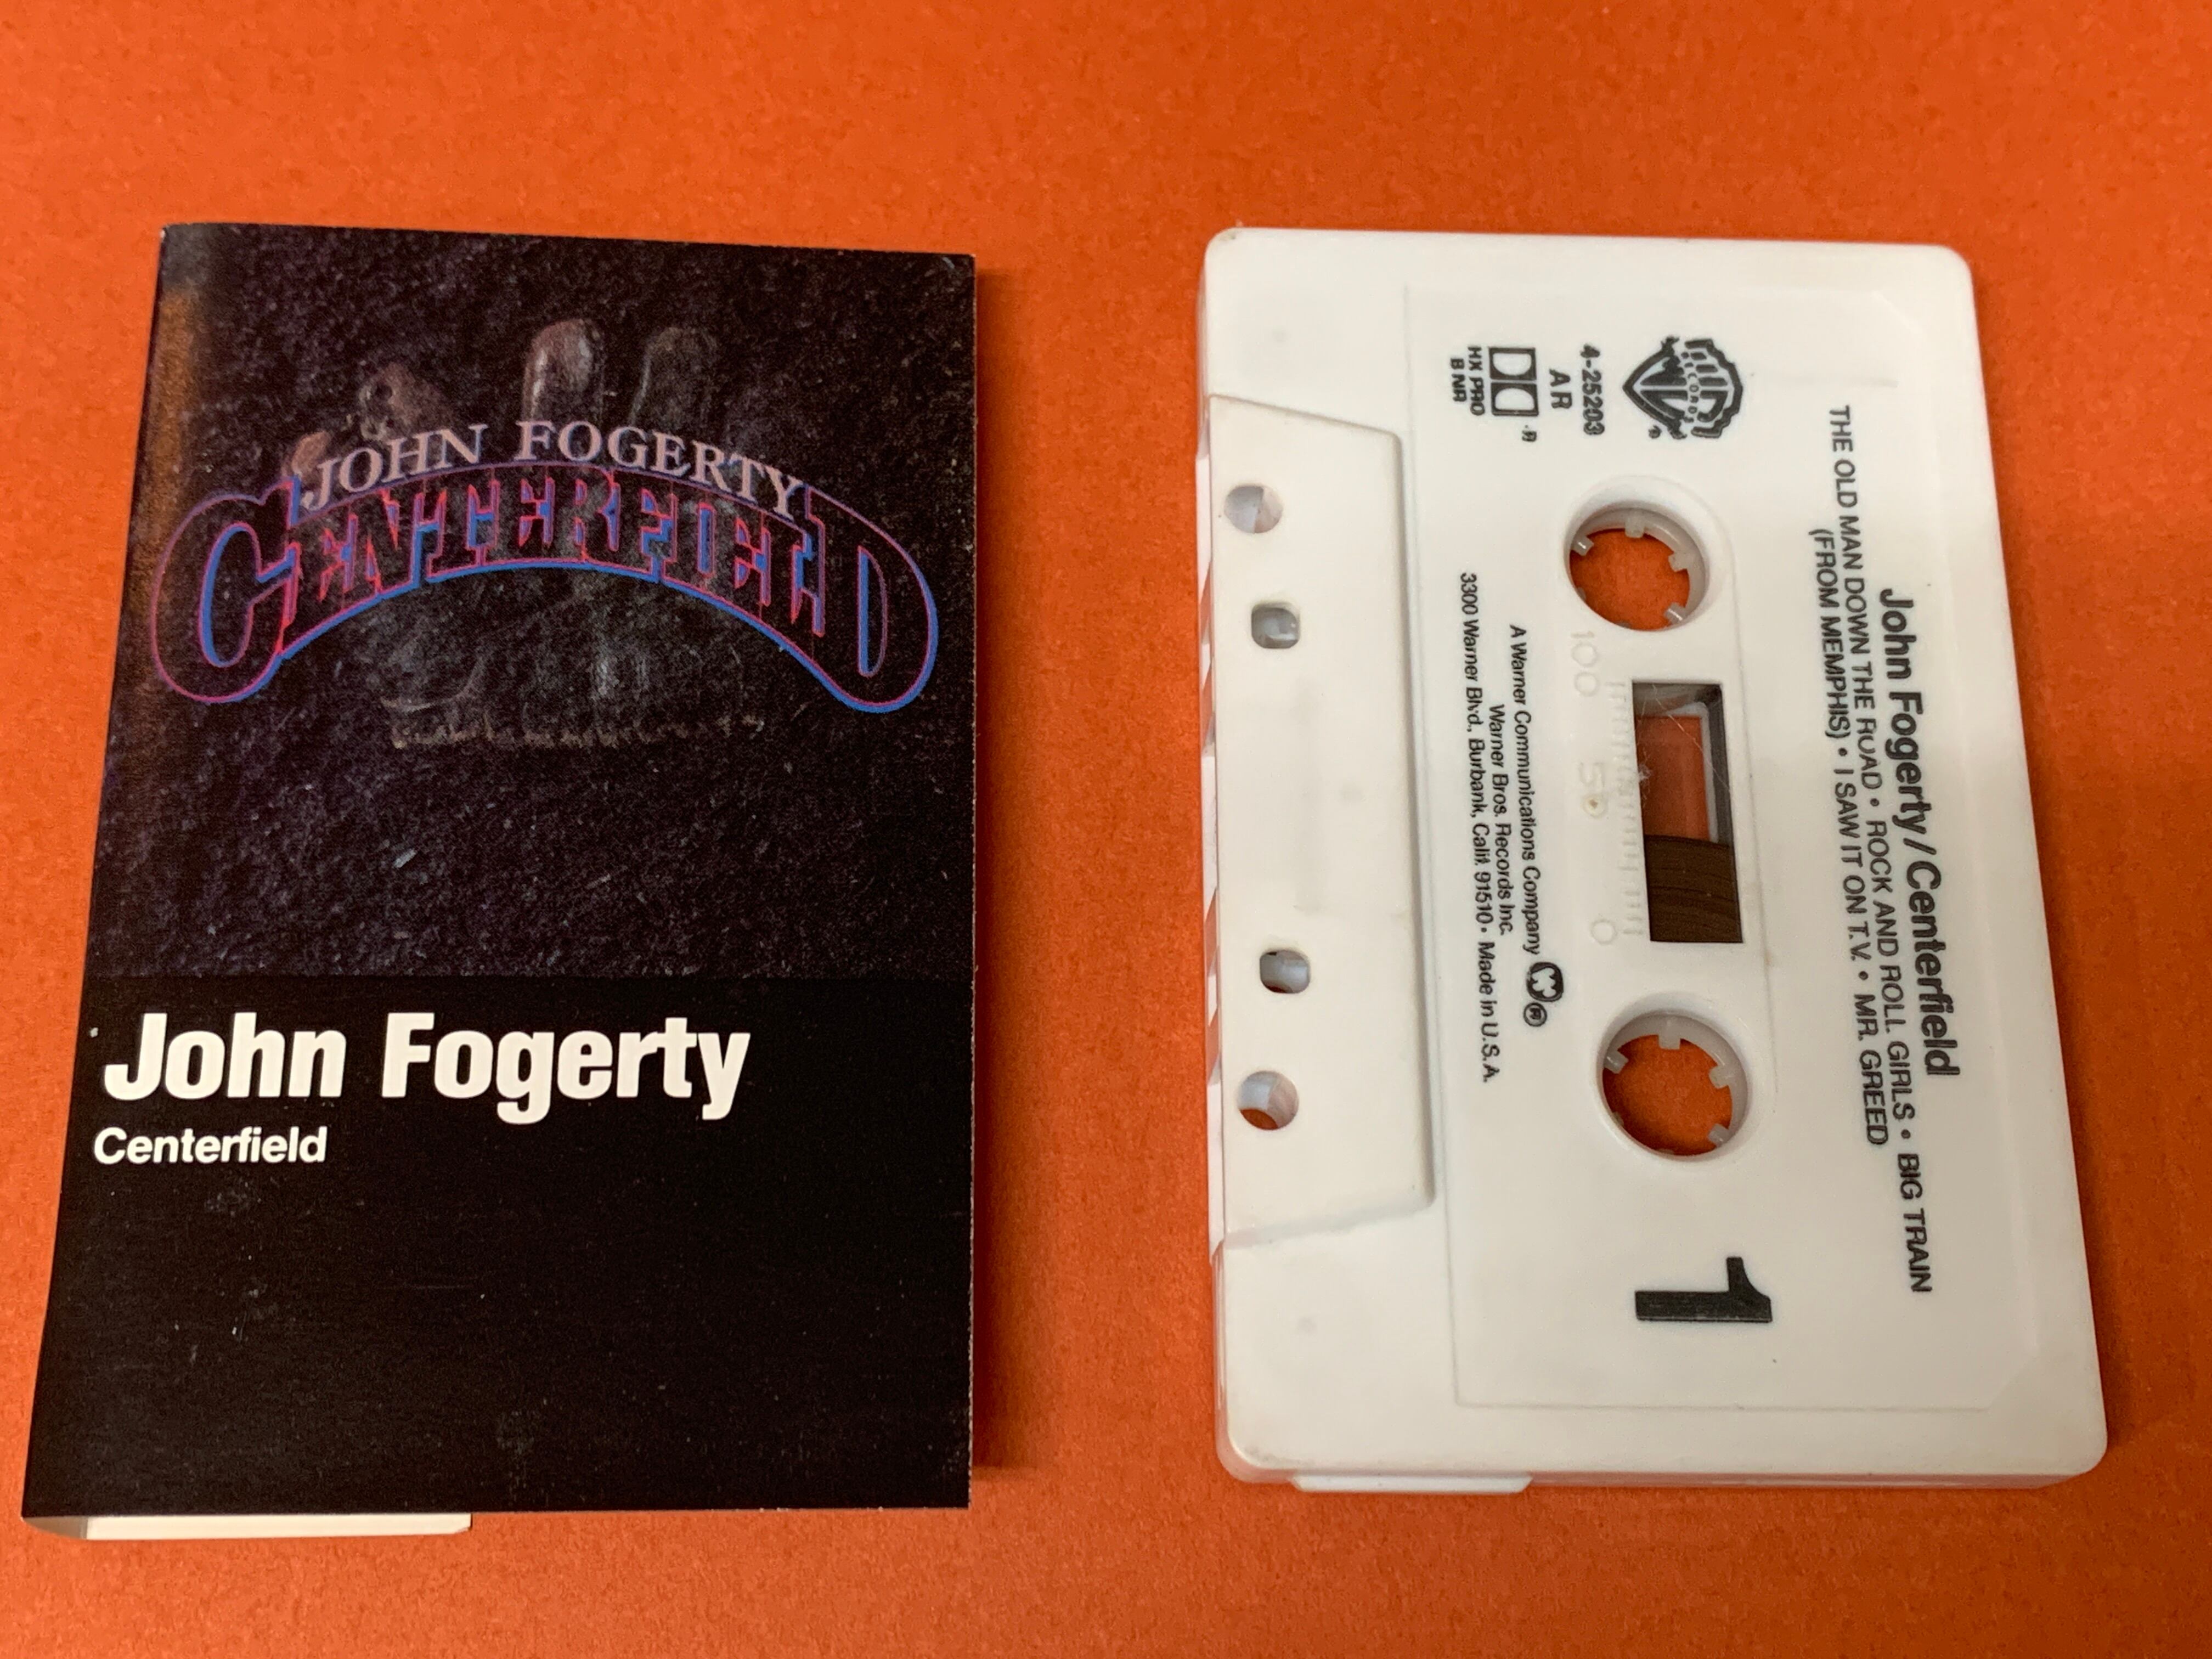 JOHN FOGERTY
CENTERFIELD
John Fogerty
Centerfield
John Fogerty/Centerfield
THE OLD MAN DOWN THE ROAD • ROCK AND ROLL GIRLS • BIG TRAIN
(FROM MEMPHIS) • I SAW IT ON T.V. • MR. GREED
RECORDS
®
4-25203
AR
HX PRO
B NR
100 50 0
1
A Warner Communications Company ®
Warner Bros. Records Inc.
3300 Warner Blvd., Burbank, Calif. 91510 • Made in U.S.A.